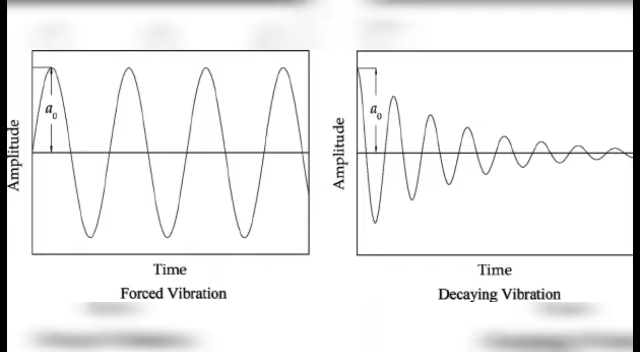 a₀
Amplitude
Time
Forced Vibration
a₀
Amplitude
Time
Decaying Vibration